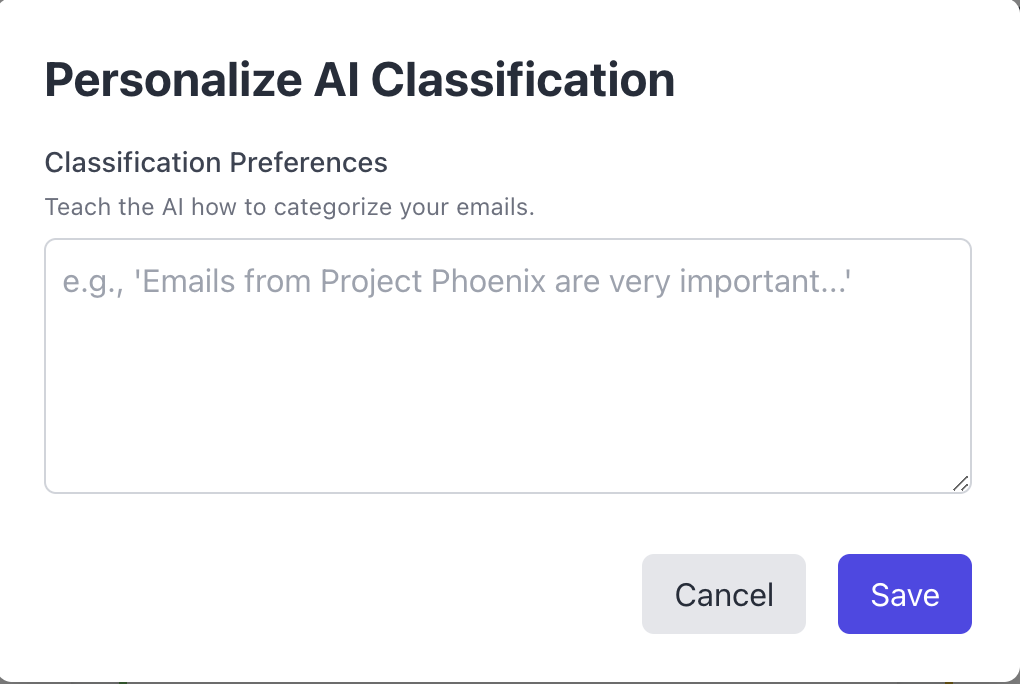 Personalize AI Classification
Classification Preferences
Teach the AI how to categorize your emails.
e.g., 'Emails from Project Phoenix are very important...'
Cancel
Save